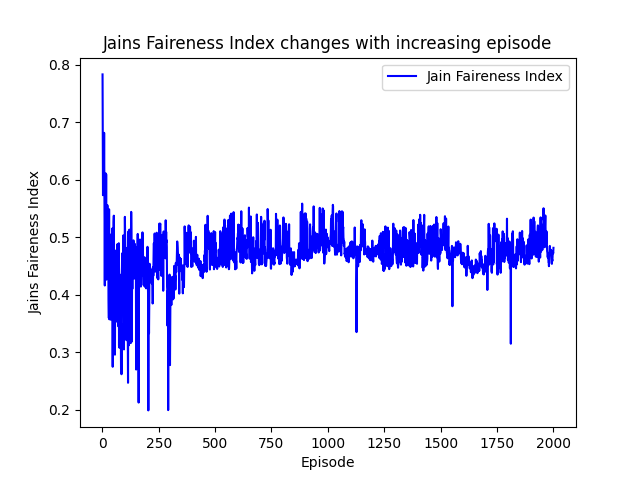 Jains Faireness Index changes with increasing episode
Jain Faireness Index
Jains Faireness Index
0.8
0.7
0.6
0.5
0.4
0.3
0.2
0 250 500 750 1000 1250 1500 1750 2000
Episode